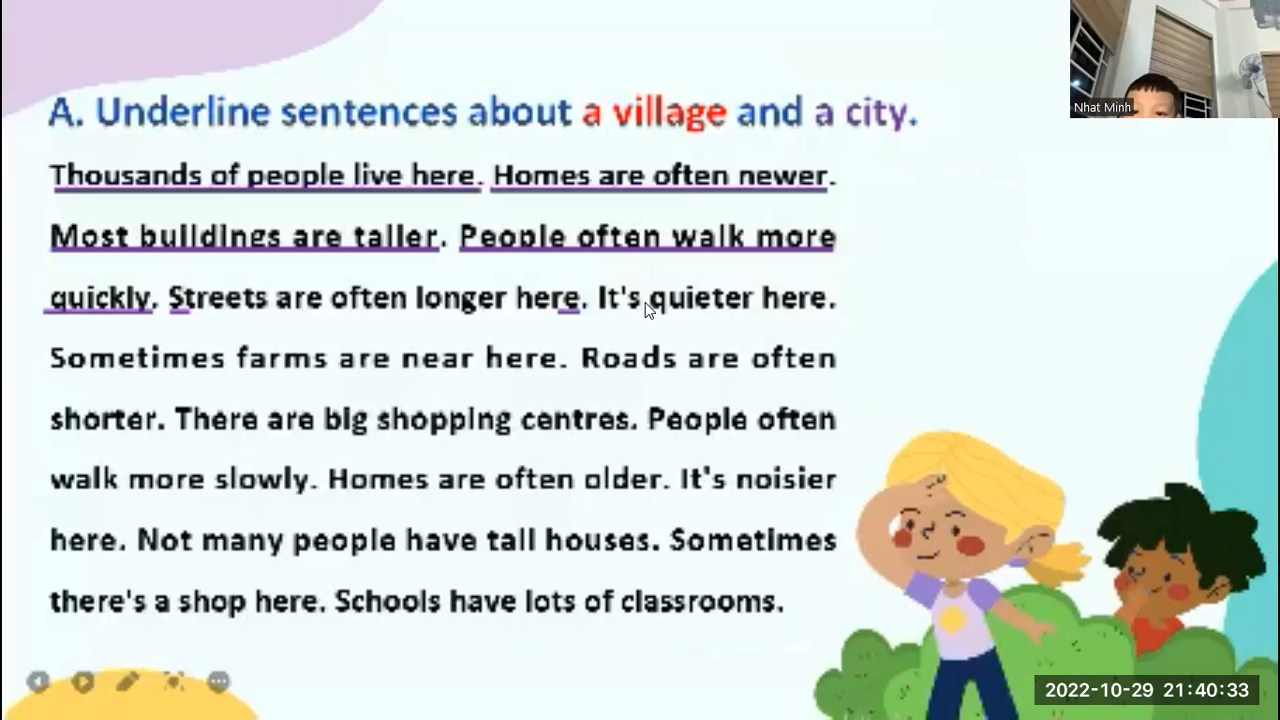 Nhat Minh
A. Underline sentences about a village and a city.
Thousands of people live here. Homes are often newer.
Most buildings are taller. People often walk more
quickly. Streets are often longer here. It's quieter here.
Sometimes farms are near here. Roads are often
shorter. There are big shopping centres. People often
walk more slowly. Homes are often older. It's noisier
here. Not many people have tall houses. Sometimes
there's a shop here. Schools have lots of classrooms.
2022-10-29 21:40:33